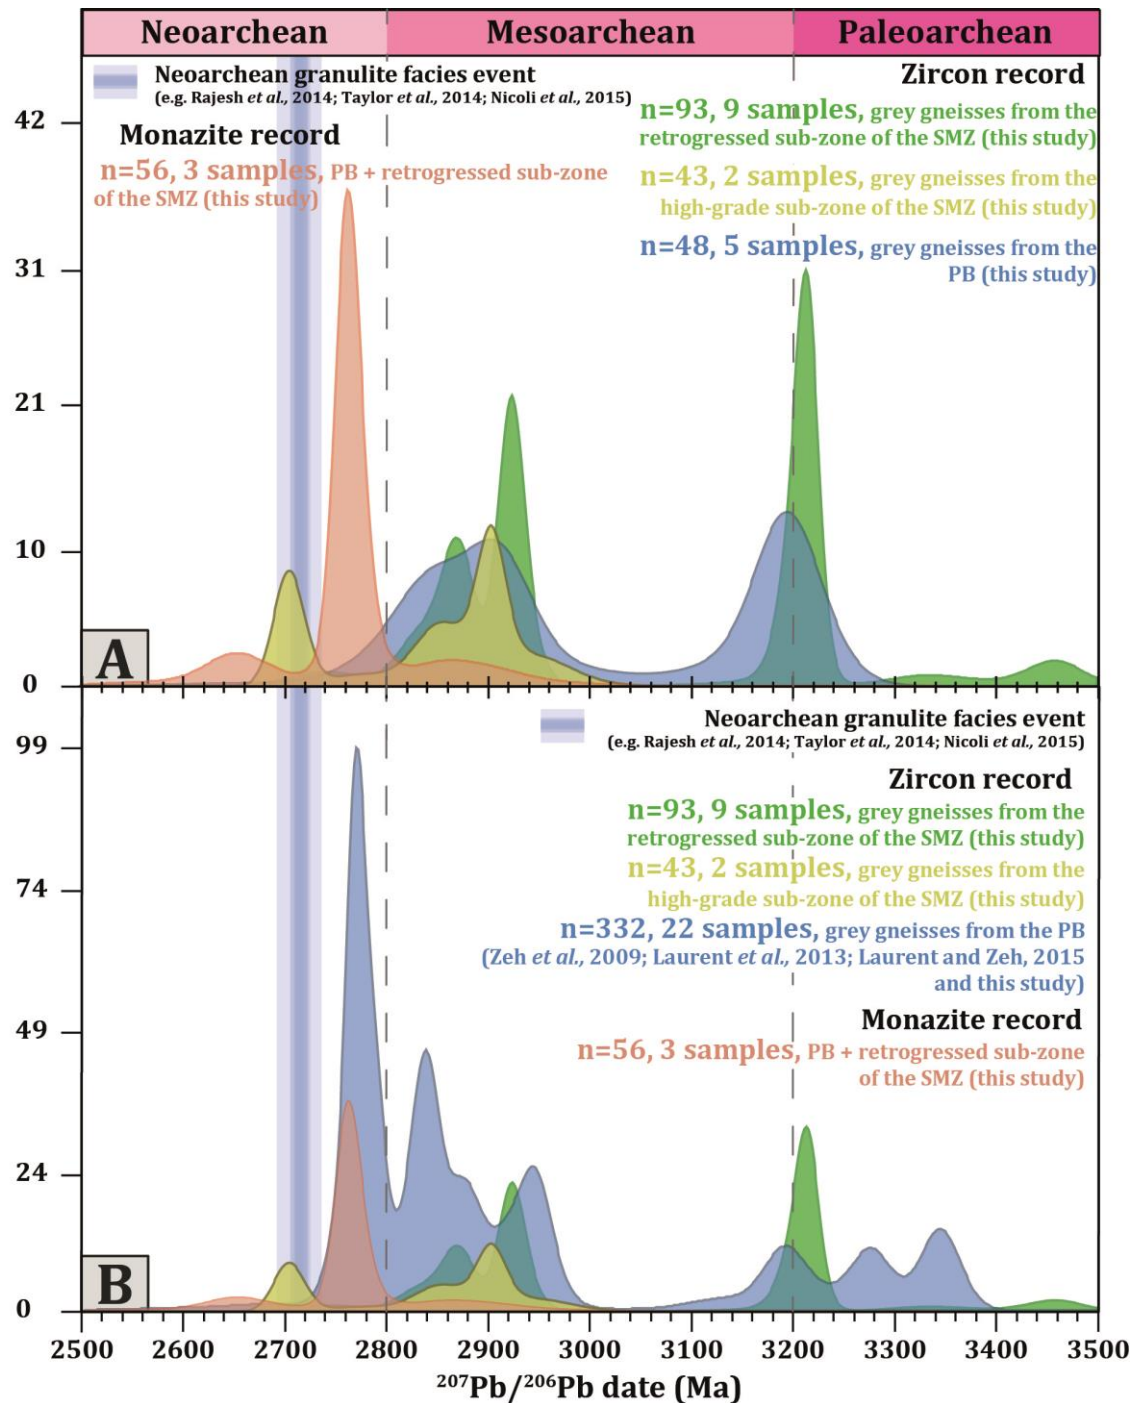 Neoarchean
Mesoarchean
Paleoarchean
Neoarchean granulite facies event
(e.g. Rajesh et al., 2014; Taylor et al., 2014; Nicoli et al., 2015)
Monazite record
n=56, 3 samples, PB + retrogressed sub-zone
of the SMZ (this study)
Zircon record
n=93, 9 samples, grey gneisses from the
retrogressed sub-zone of the SMZ (this study)
n=43, 2 samples, grey gneisses from the
high-grade sub-zone of the SMZ (this study)
n=48, 5 samples, grey gneisses from the
PB (this study)
42
31
21
10
0
A
Neoarchean granulite facies event
(e.g. Rajesh et al., 2014; Taylor et al., 2014; Nicoli et al., 2015)
Zircon record
n=93, 9 samples, grey gneisses from the
retrogressed sub-zone of the SMZ (this study)
n=43, 2 samples, grey gneisses from the
high-grade sub-zone of the SMZ (this study)
n=332, 22 samples, grey gneisses from the PB
(Zeh et al., 2009; Laurent et al., 2013; Laurent and Zeh, 2015
and this study)
Monazite record
n=56, 3 samples, PB + retrogressed sub-zone
of the SMZ (this study)
99
74
49
24
0
B
2500 2600 2700 2800 2900 3000 3100 3200 3300 3400 3500
²⁰⁷Pb/²⁰⁶Pb date (Ma)